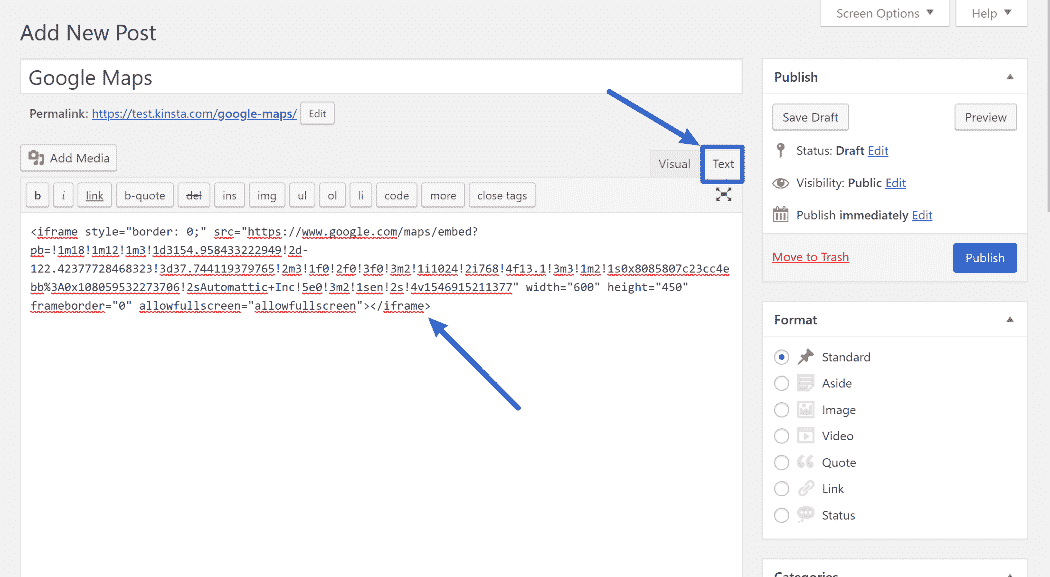 Screen Options
Help
Add New Post
Google Maps
Permalink: https://test.kinsta.com/google-maps/ Edit
Add Media
Visual
Text
b
i
link
b-quote
del
ins
img
ul
ol
li
code
more
close tags
<iframe style="border: 0;" src="https://www.google.com/maps/embed?
pb=!1m18!1m12!1m3!1d3154.958433222949!2d-
122.42377728468323!3d37.744119379765!2m3!1f0!2f0!3f0!3m2!1i1024!2i768!4f13.1!3m3!1m2!1s0x8085807c23cc4e
bb%3A0x108059532273706!2sAutomattic+Inc!5e0!3m2!1sen!2s!4v1546915211377" width="600" height="450"
frameborder="0" allowfullscreen="allowfullscreen"></iframe>
Publish
Save Draft
Preview
Status: Draft Edit
Visibility: Public Edit
Publish immediately Edit
Move to Trash
Publish
Format
Standard
Aside
Image
Video
Quote
Link
Status
Categories